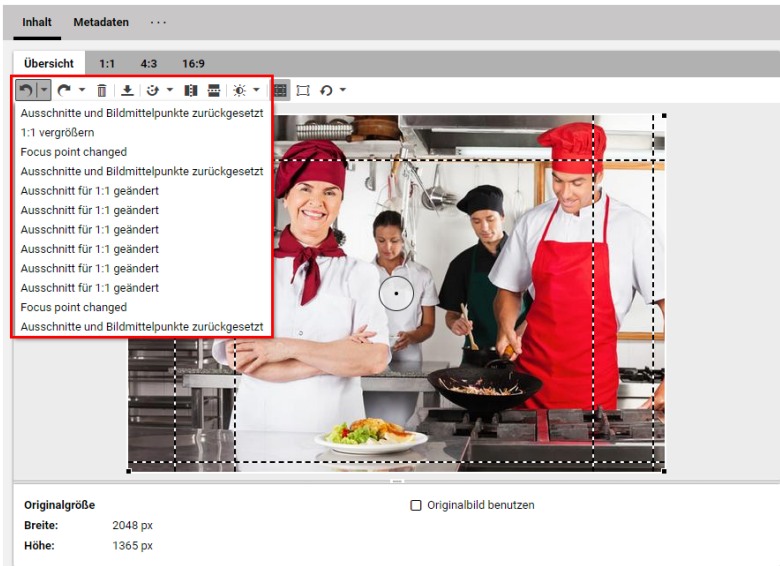 Inhalt Metadaten ···
Übersicht 1:1 4:3 16:9
Ausschnitte und Bildmittelpunkte zurückgesetzt
1:1 vergrößern
Focus point changed
Ausschnitte und Bildmittelpunkte zurückgesetzt
Ausschnitt für 1:1 geändert
Ausschnitt für 1:1 geändert
Ausschnitt für 1:1 geändert
Ausschnitt für 1:1 geändert
Ausschnitt für 1:1 geändert
Ausschnitt für 1:1 geändert
Focus point changed
Ausschnitte und Bildmittelpunkte zurückgesetzt
Originalgröße Originalbild benutzen
Breite: 2048 px
Höhe: 1365 px